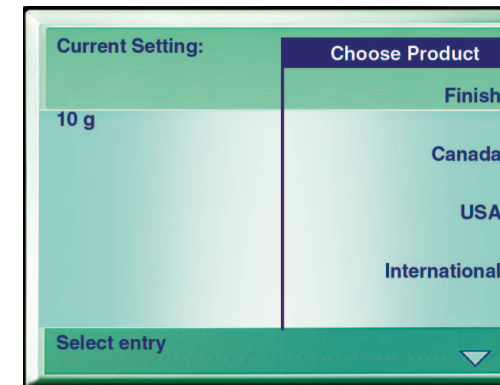 Current Setting:
Choose Product
Finish
10 g
Canada
USA
International
Select entry